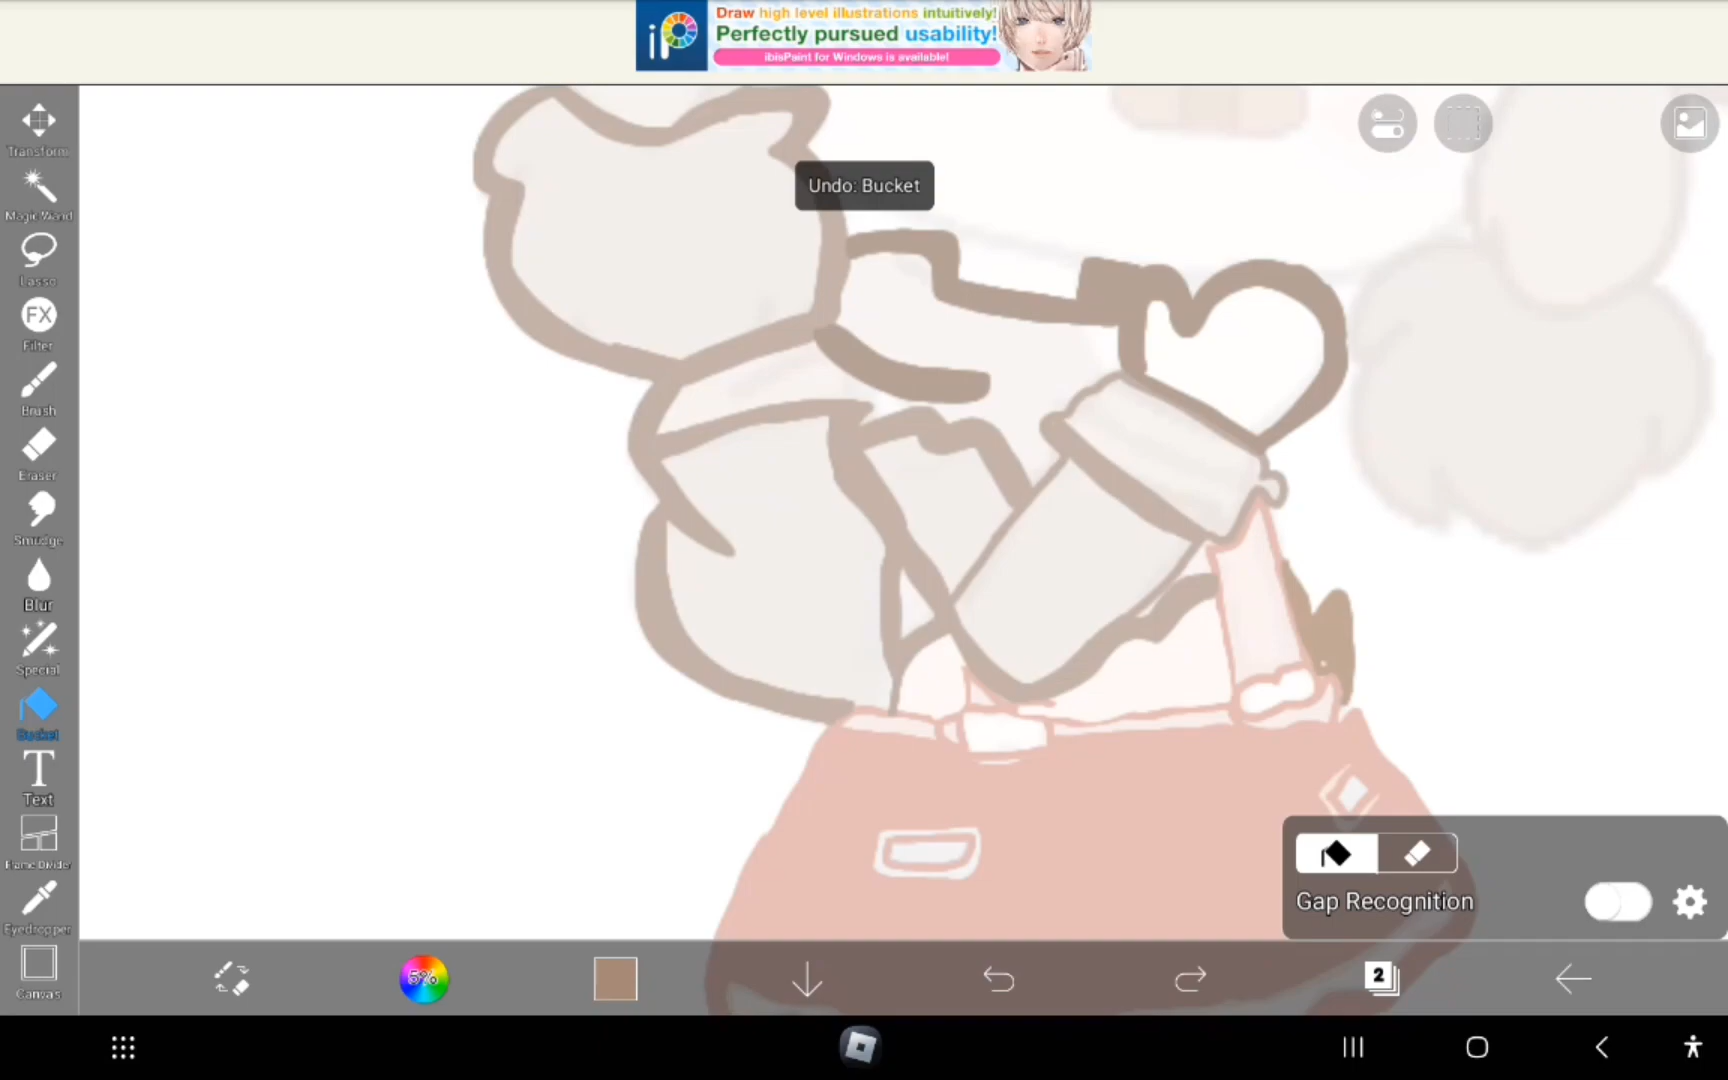 iP
Draw high level illustrations intuitively!
Perfectly pursued usability!
ibisPaint for Windows is available!
Transform
Magic Wand
Lasso
FX
Filter
Brush
Eraser
Smudge
Blur
Special
Bucket
T
Text
Frame Divider
Eyedropper
Canvas
Undo: Bucket
Gap Recognition
5%
2